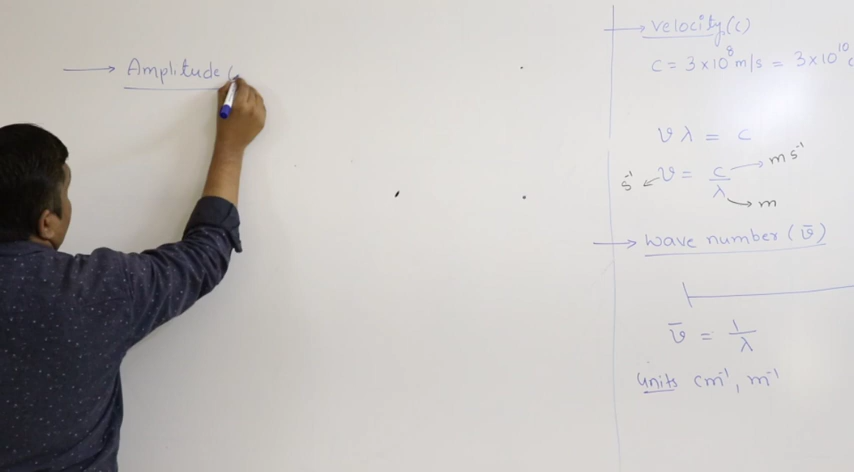 → Amplitude (
→ Velocity (c)
c = 3 × 10⁸ m/s = 3 × 10¹⁰ c
υ λ = c
s⁻¹ ← υ = c/λ → m s⁻¹ → m
→ Wave number (ῡ)
ῡ = 1/λ
Units cm⁻¹, m⁻¹